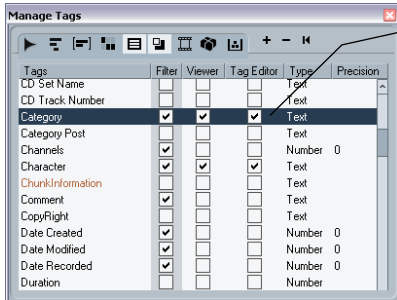 Manage Tags
Tags Filter Viewer Tag Editor Type Precision
CD Set Name Text
CD Track Number Text
Category Text
Category Post Text
Channels Number 0
Character Text
ChunkInformation Text
Comment Text
CopyRight Text
Date Created Number 0
Date Modified Number 0
Date Recorded Number 0
Duration Number